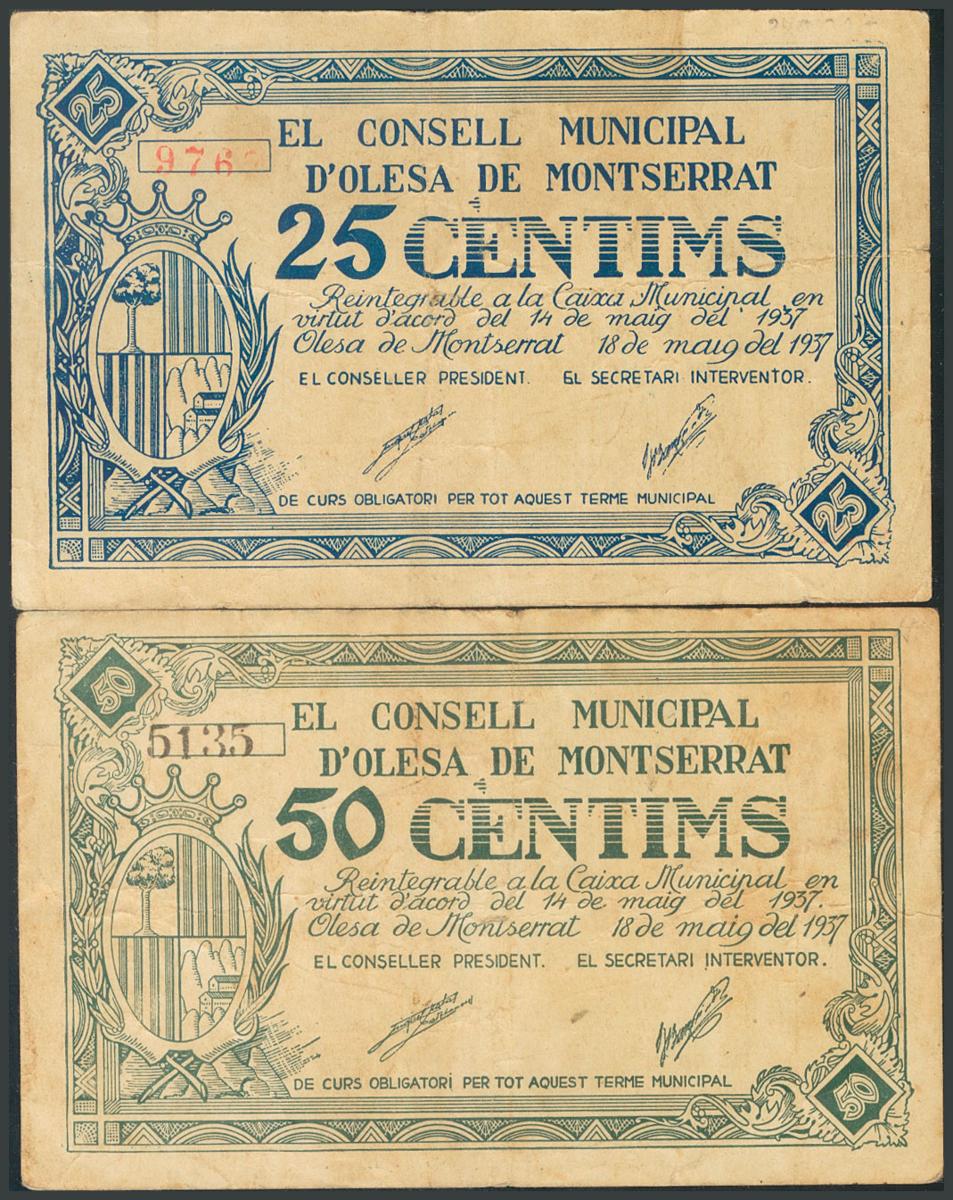 25
EL CONSELL MUNICIPAL
D'OLESA DE MONTSERRAT
25 CÈNTIMS
Reintegrable a la Caixa Municipal en
virtut d'acord del 14 de maig del 1937
Olesa de Montserrat 18 de maig del 1937
EL CONSELLER PRESIDENT. EL SECRETARI INTERVENTOR.
DE CURS OBLIGATORI PER TOT AQUEST TERME MUNICIPAL
25
50
5135
EL CONSELL MUNICIPAL
D'OLESA DE MONTSERRAT
50 CÈNTIMS
Reintegrable a la Caixa Municipal en
virtut d'acord del 14 de maig del 1937.
Olesa de Montserrat 18 de maig del 1937
EL CONSELLER PRESIDENT. EL SECRETARI INTERVENTOR.
DE CURS OBLIGATORI PER TOT AQUEST TERME MUNICIPAL
50